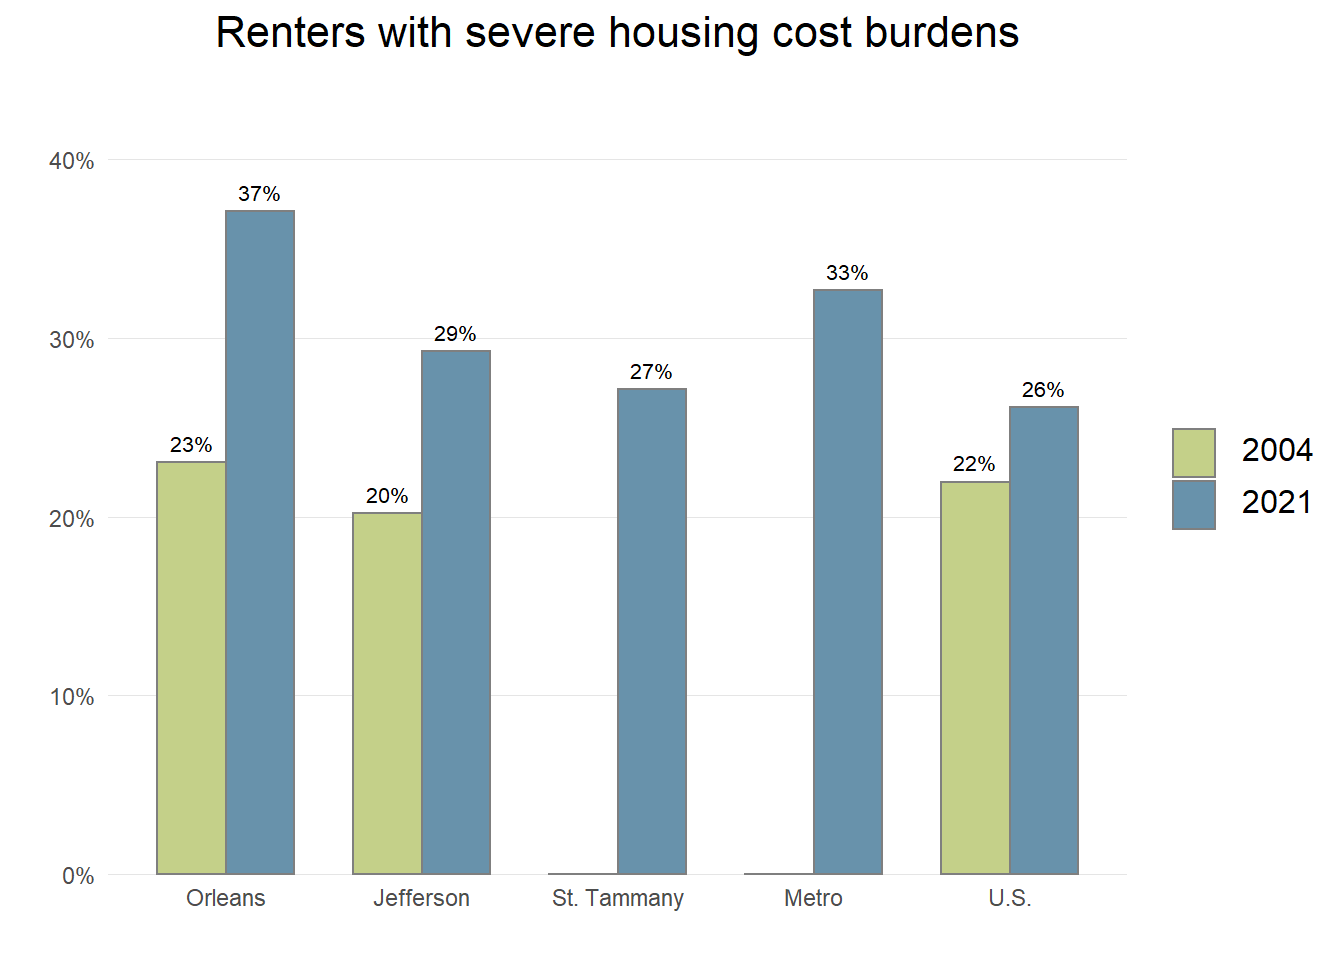 Renters with severe housing cost burdens
40%
30%
20%
10%
0%
23%
37%
20%
29%
27%
33%
22%
26%
Orleans
Jefferson
St. Tammany
Metro
U.S.
2004
2021